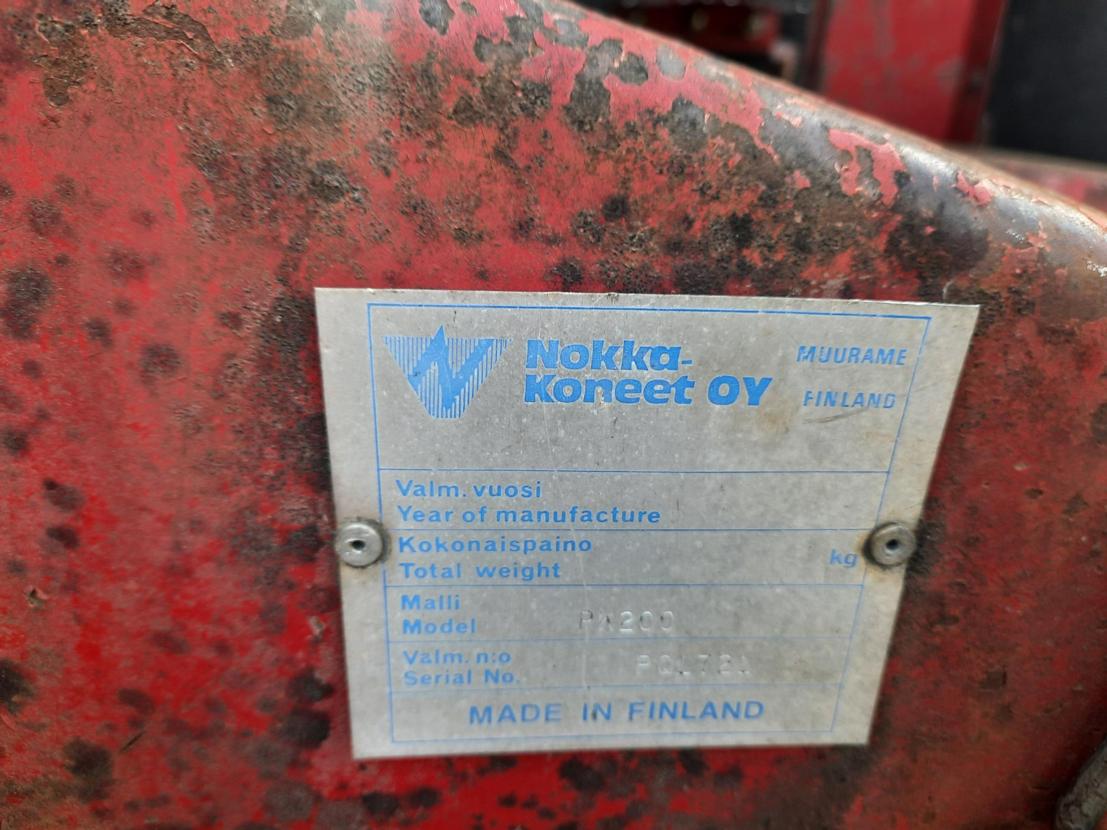 Nokka-
Koneet OY
MUURAME
FINLAND
Valm. vuosi
Year of manufacture
Kokonaispaino
Total weight
kg
Malli
Model
Valm. n:o
Serial No.
MADE IN FINLAND